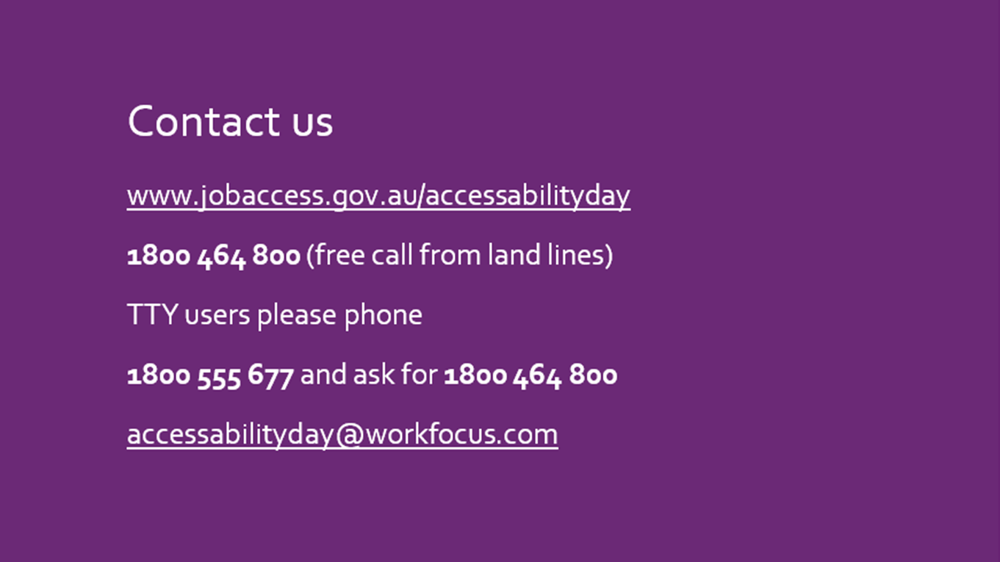 Contact us
www.jobaccess.gov.au/accessabilityday
1800 464 800 (free call from land lines)
TTY users please phone
1800 555 677 and ask for 1800 464 800
accessabilityday@workfocus.com